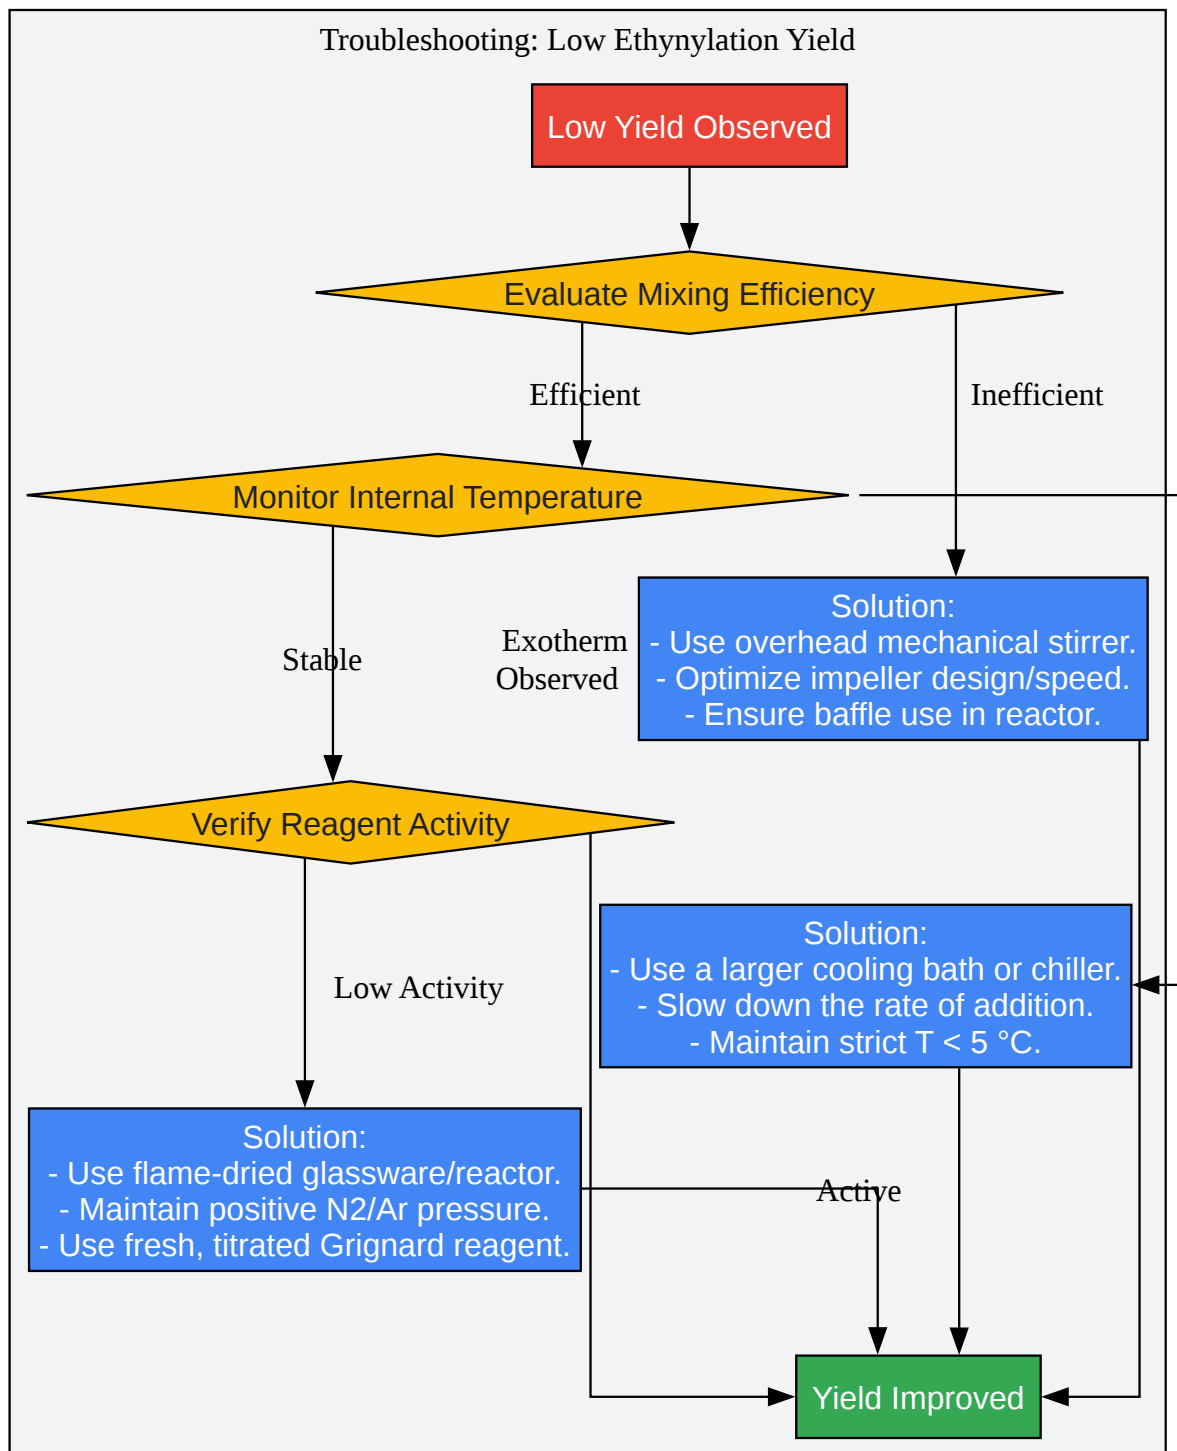 Troubleshooting: Low Ethynylation Yield
Low Yield Observed
Evaluate Mixing Efficiency
Efficient
Inefficient
Monitor Internal Temperature
Solution:
- Use overhead mechanical stirrer.
- Optimize impeller design/speed.
- Ensure baffle use in reactor.
Exotherm
Observed
Stable
Verify Reagent Activity
Solution:
- Use a larger cooling bath or chiller.
- Slow down the rate of addition.
- Maintain strict T < 5 °C.
Low Activity
Solution:
- Use flame-dried glassware/reactor.
- Maintain positive N2/Ar pressure.
- Use fresh, titrated Grignard reagent.
Active
Yield Improved